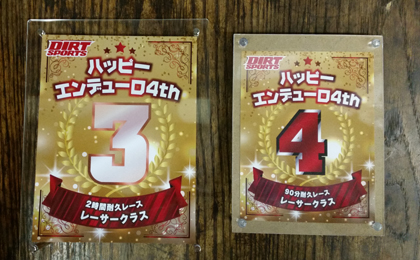 DIRT
SPORTS
ハッピー
エンデューロ4th
3
2時間耐久レース
レーサークラス
DIRT
SPORTS
ハッピー
エンデューロ4th
4
90分耐久レース
レーサークラス